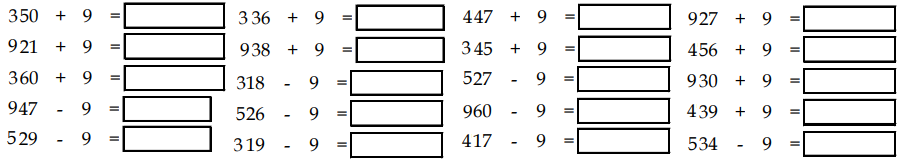 350 + 9 = 336 + 9 = 447 + 9 = 927 + 9 =
921 + 9 = 938 + 9 = 345 + 9 = 456 + 9 =
360 + 9 = 318 - 9 = 527 - 9 = 930 + 9 =
947 - 9 = 526 - 9 = 960 - 9 = 439 + 9 =
529 - 9 = 319 - 9 = 417 - 9 = 534 - 9 =